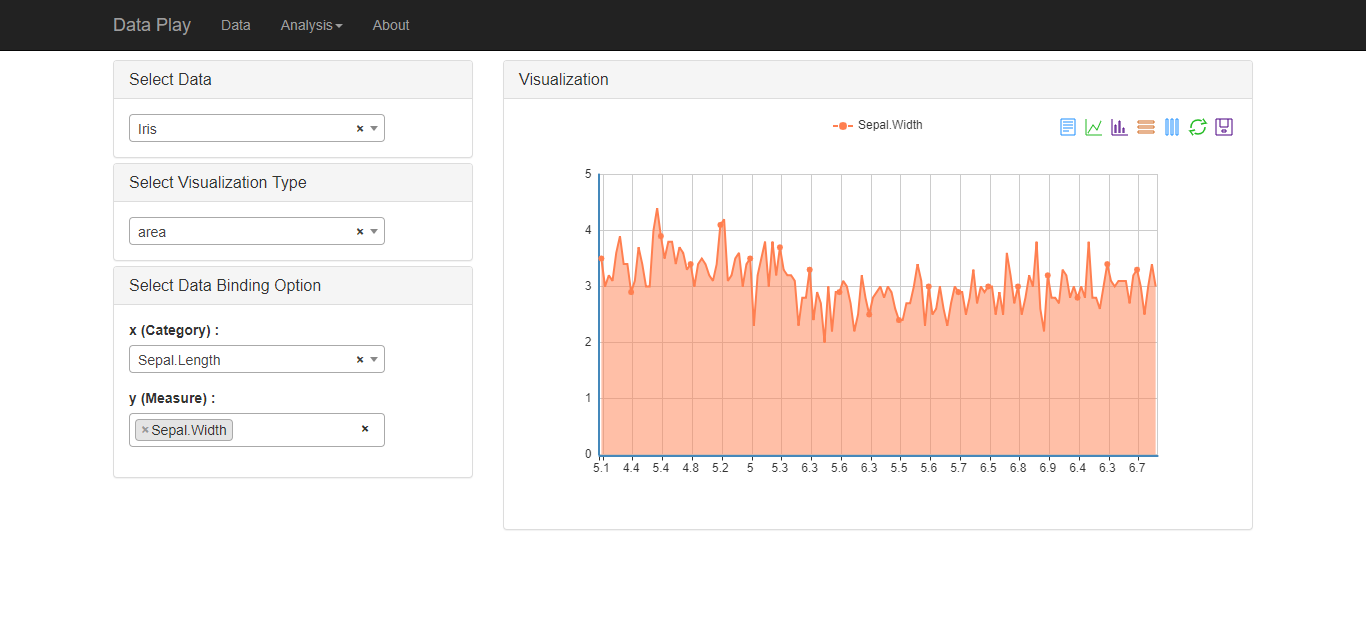 Data Play Data Analysis About
Select Data
Iris × 
Select Visualization Type
area ×
Select Data Binding Option
x (Category) :
Sepal.Length ×
y (Measure) :
×Sepal.Width ×
Visualization
Sepal.Width
5
4
3
2
1
0
5.1 4.4 5.4 4.8 5.2 5 5.3 6.3 5.6 6.3 5.5 5.6 5.7 6.5 6.8 6.9 6.4 6.3 6.7